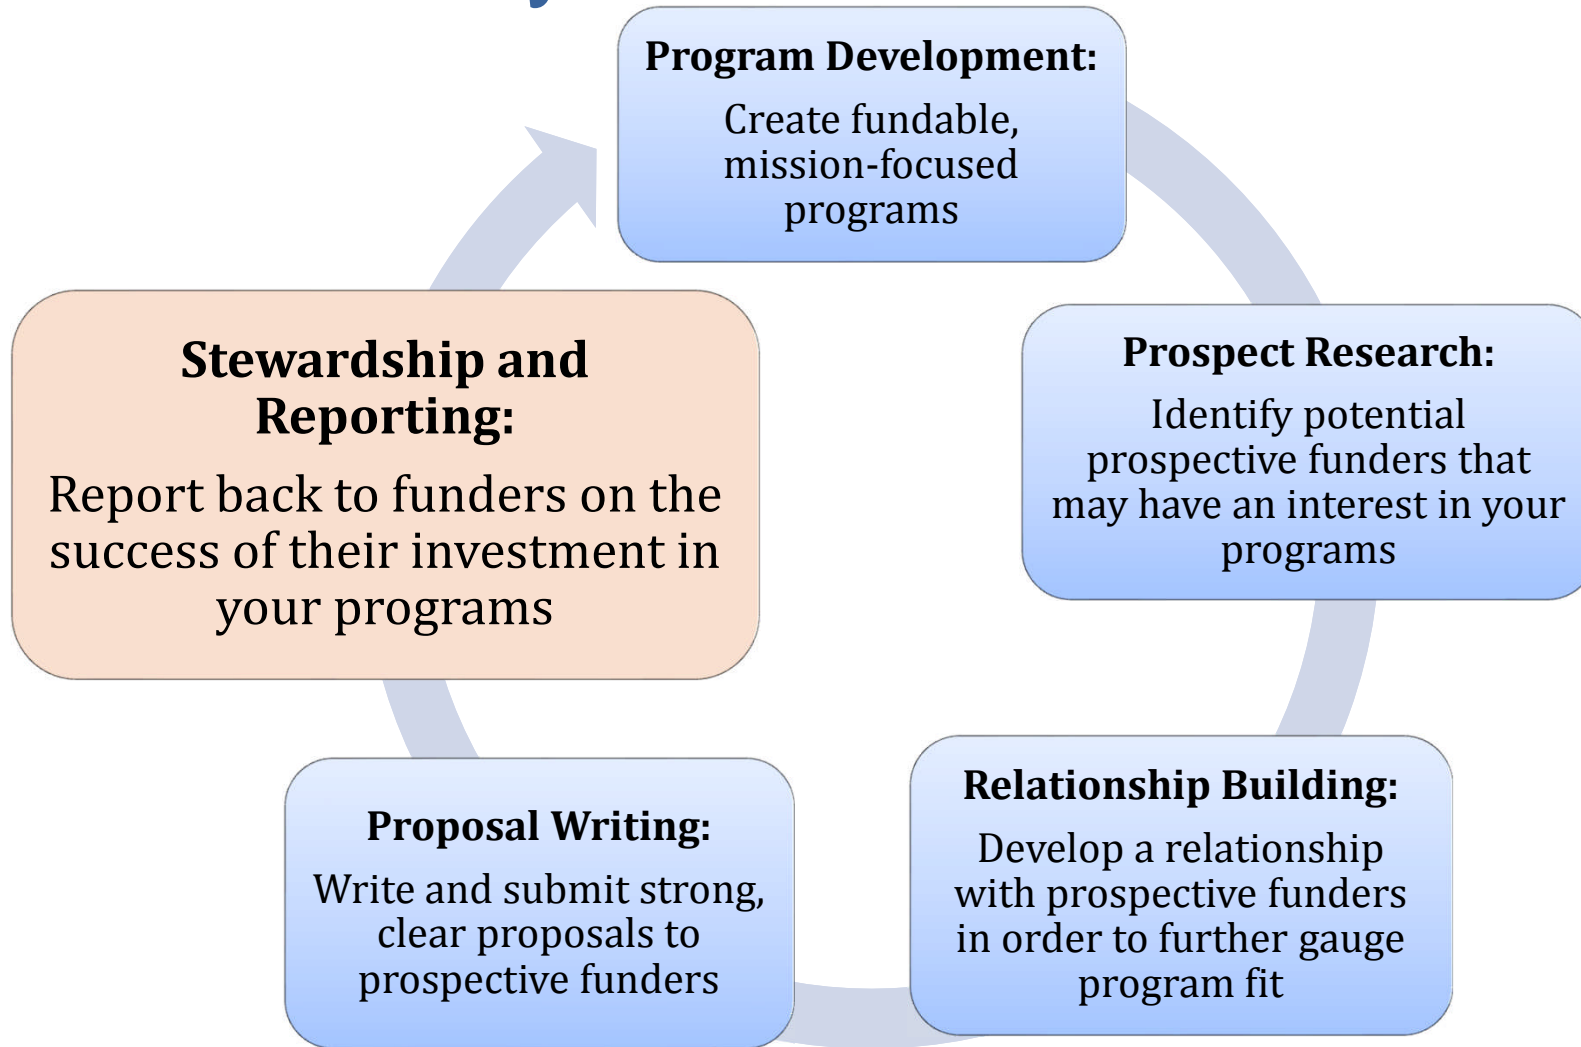 Program Development:
Create fundable,
mission-focused
programs
Prospect Research:
Identify potential
prospective funders that
may have an interest in your
programs
Relationship Building:
Develop a relationship
with prospective funders
in order to further gauge
program fit
Proposal Writing:
Write and submit strong,
clear proposals to
prospective funders
Stewardship and
Reporting:
Report back to funders on the
success of their investment in
your programs